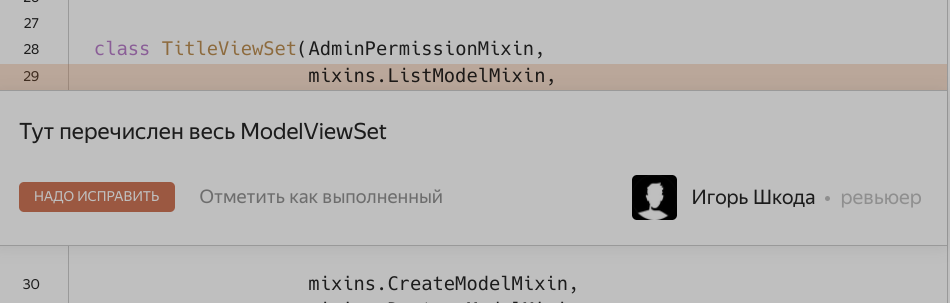 27
28 class TitleViewSet(AdminPermissionMixin,
29 mixins.ListModelMixin,
Тут перечислен весь ModelViewSet
НАДО ИСПРАВИТЬ Отметить как выполненный Игорь Шкода • ревьюер
30 mixins.CreateModelMixin,